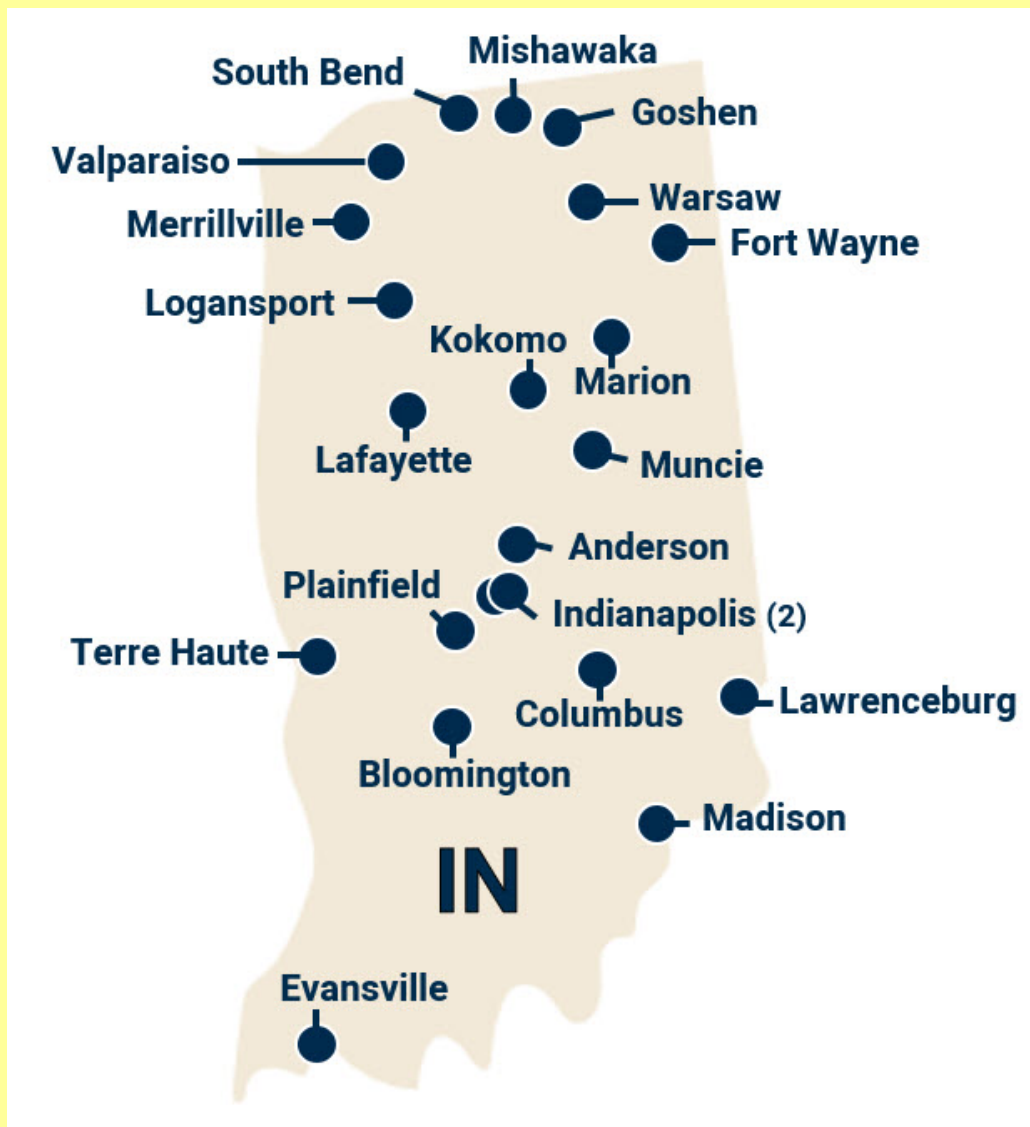 Mishawaka
South Bend
Goshen
Valparaiso
Warsaw
Merrillville
Fort Wayne
Logansport
Kokomo
Marion
Lafayette
Muncie
Anderson
Plainfield
Indianapolis (2)
Terre Haute
Lawrenceburg
Columbus
Bloomington
Madison
IN
Evansville